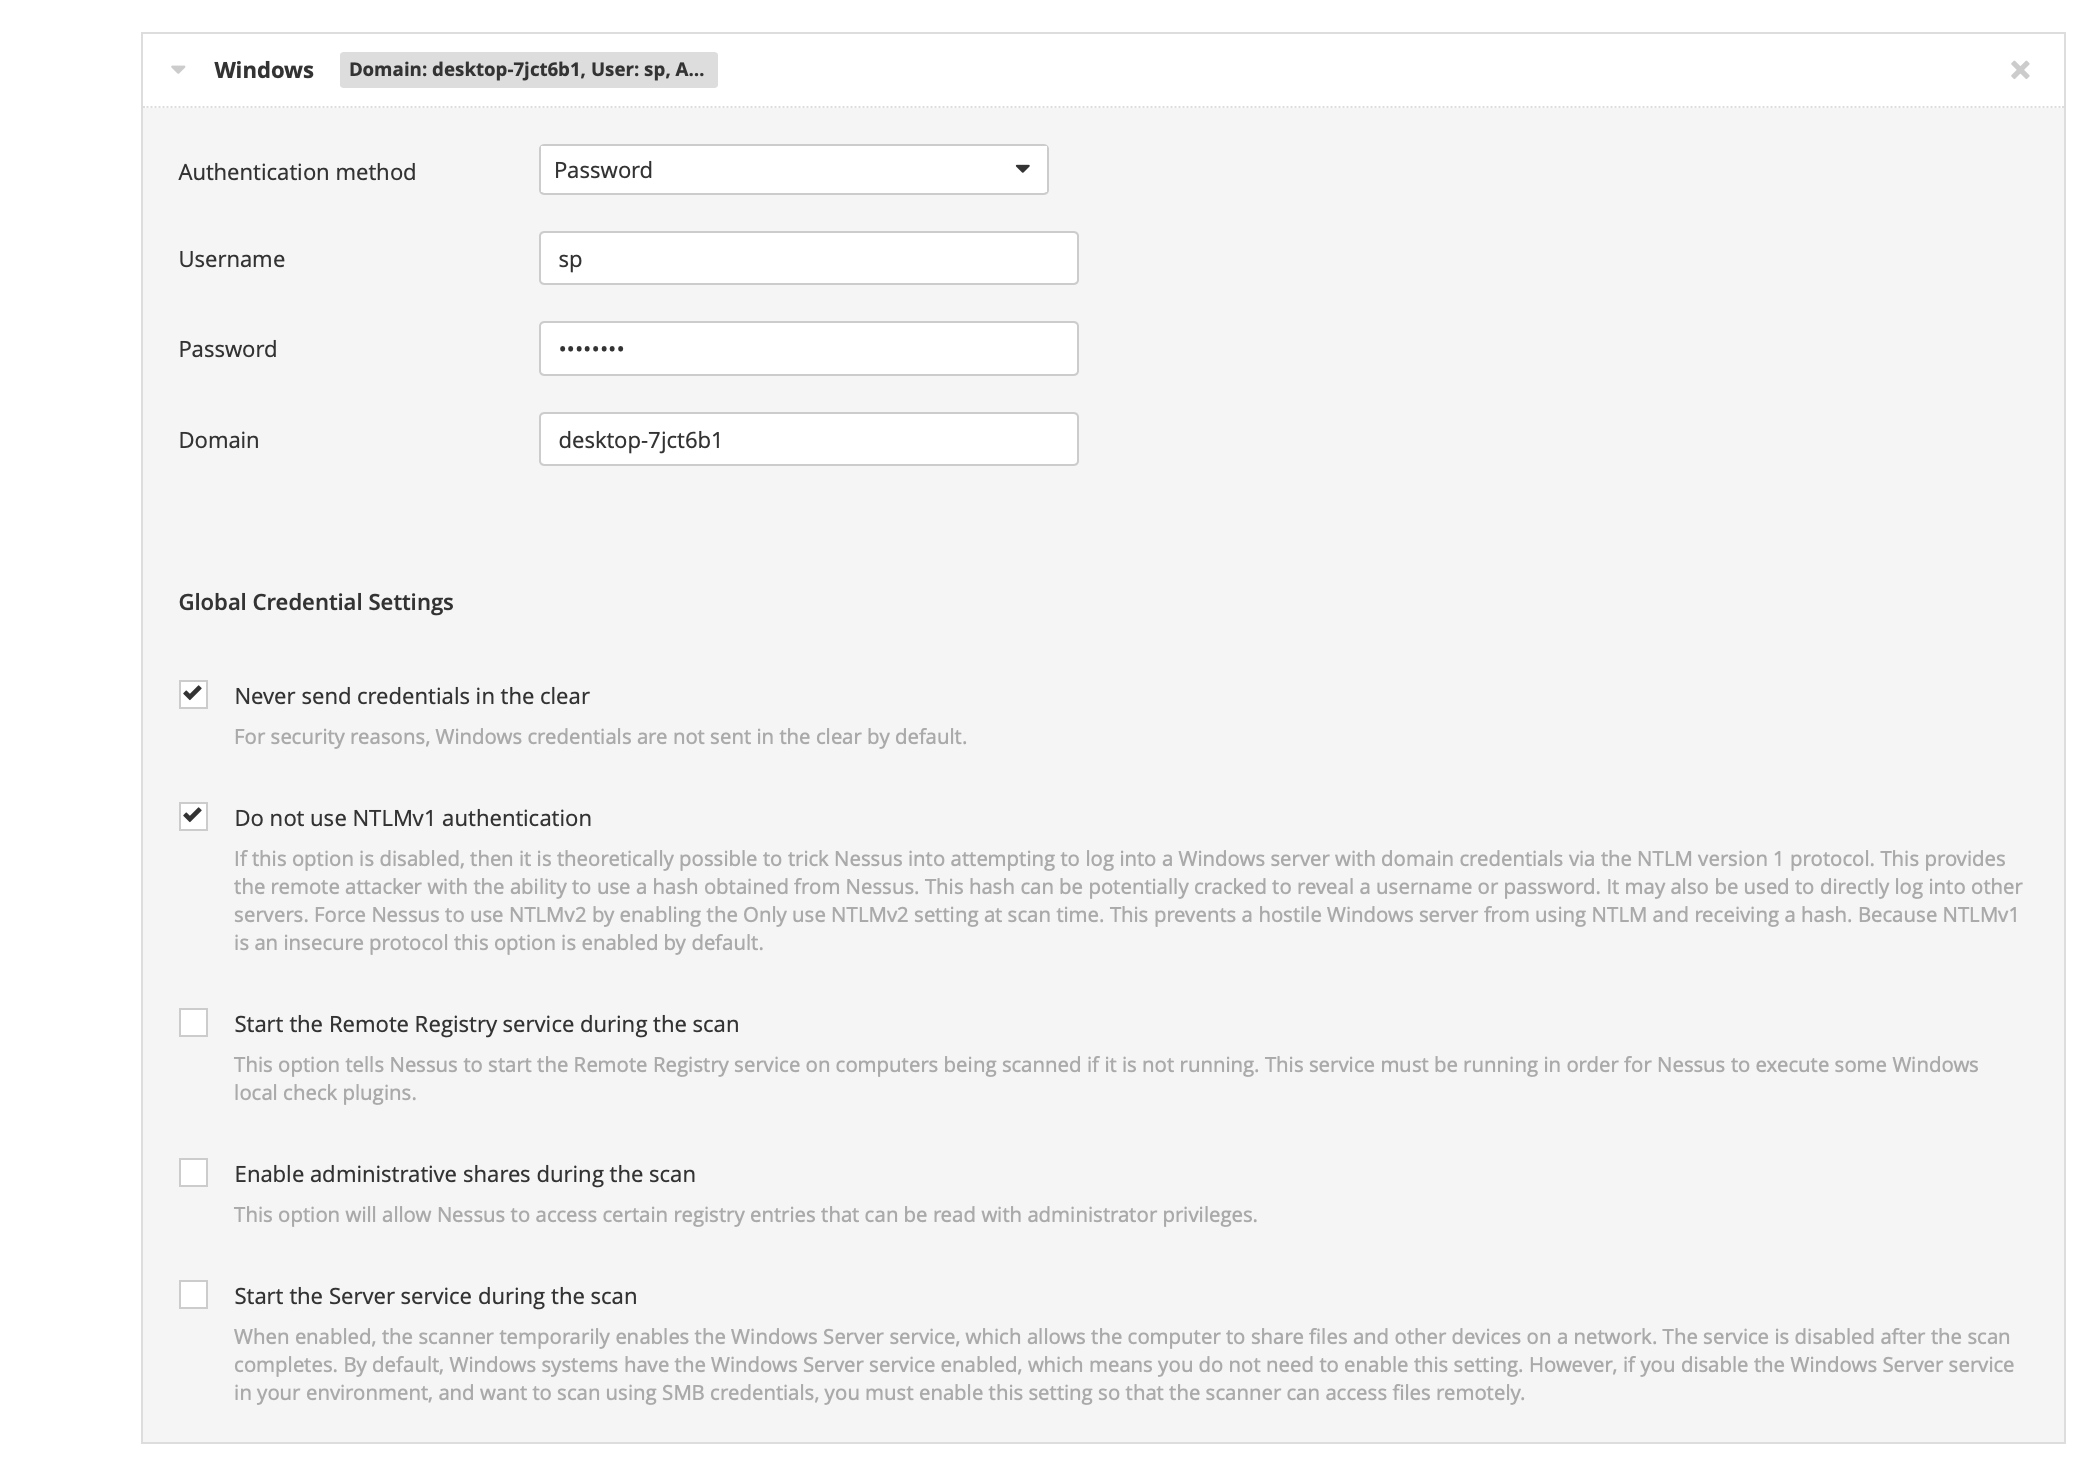 Windows Domain: desktop-7jct6b1, User: sp, A...
Authentication method Password
Username sp
Password ••••••••
Domain desktop-7jct6b1
Global Credential Settings
Never send credentials in the clear
For security reasons, Windows credentials are not sent in the clear by default.
Do not use NTLMv1 authentication
If this option is disabled, then it is theoretically possible to trick Nessus into attempting to log into a Windows server with domain credentials via the NTLM version 1 protocol. This provides
the remote attacker with the ability to use a hash obtained from Nessus. This hash can be potentially cracked to reveal a username or password. It may also be used to directly log into other
servers. Force Nessus to use NTLMv2 by enabling the Only use NTLMv2 setting at scan time. This prevents a hostile Windows server from using NTLM and receiving a hash. Because NTLMv1
is an insecure protocol this option is enabled by default.
Start the Remote Registry service during the scan
This option tells Nessus to start the Remote Registry service on computers being scanned if it is not running. This service must be running in order for Nessus to execute some Windows
local check plugins.
Enable administrative shares during the scan
This option will allow Nessus to access certain registry entries that can be read with administrator privileges.
Start the Server service during the scan
When enabled, the scanner temporarily enables the Windows Server service, which allows the computer to share files and other devices on a network. The service is disabled after the scan
completes. By default, Windows systems have the Windows Server service enabled, which means you do not need to enable this setting. However, if you disable the Windows Server service
in your environment, and want to scan using SMB credentials, you must enable this setting so that the scanner can access files remotely.